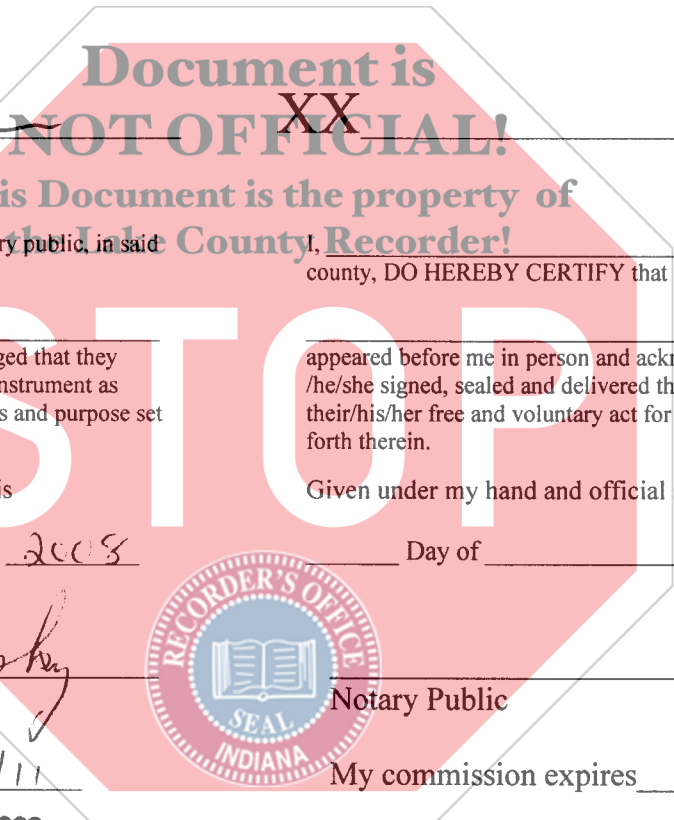 Document is
NOT OFFICIAL!
is Document is the property of
the Lake County Recorder!
XX
ry public, in said
ged that they
nstrument as
s and purpose set
is
2008
/11
I,
county, DO HEREBY CERTIFY that
appeared before me in person and ackn
/he/she signed, sealed and delivered th
their/his/her free and voluntary act for
forth therein.
Given under my hand and official
Day of
Notary Public
My commission expires
STOP
RECORDER'S OFFICE
SEAL
INDIANA